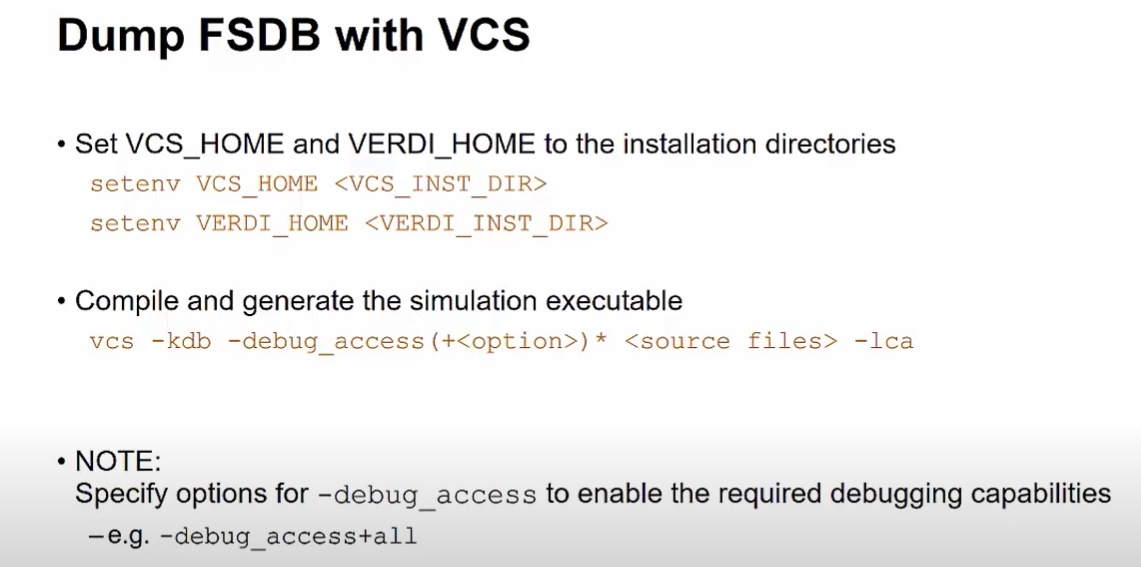 Dump FSDB with VCS
• Set VCS_HOME and VERDI_HOME to the installation directories
setenv VCS_HOME <VCS_INST_DIR>
setenv VERDI_HOME <VERDI_INST_DIR>
• Compile and generate the simulation executable
vcs -kdb -debug_access(+<option>)* <source files> -lca
• NOTE:
Specify options for -debug_access to enable the required debugging capabilities
–e.g. -debug_access+all